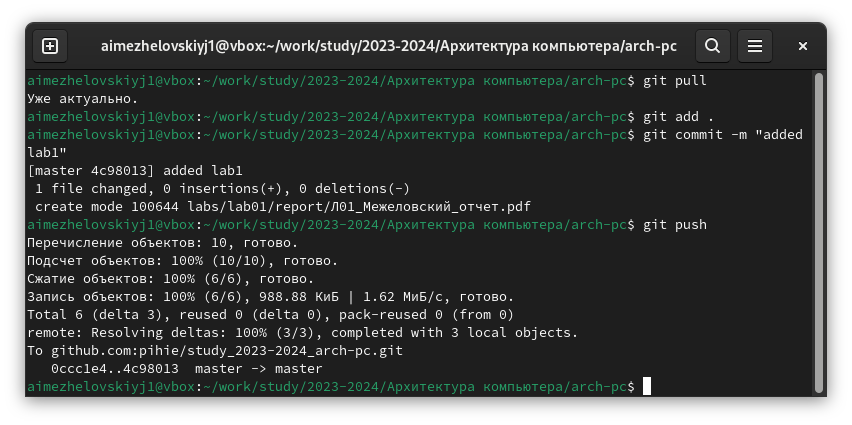 aimezhelovskiyj1@vbox:~/work/study/2023-2024/Архитектура компьютера/arch-pc
aimezhelovskiyj1@vbox:~/work/study/2023-2024/Архитектура компьютера/arch-pc$ git pull
Уже актуально.
aimezhelovskiyj1@vbox:~/work/study/2023-2024/Архитектура компьютера/arch-pc$ git add .
aimezhelovskiyj1@vbox:~/work/study/2023-2024/Архитектура компьютера/arch-pc$ git commit -m "added
lab1"
[master 4c98013] added lab1
 1 file changed, 0 insertions(+), 0 deletions(-)
 create mode 100644 labs/lab01/report/Л01_Межеловский_отчет.pdf
aimezhelovskiyj1@vbox:~/work/study/2023-2024/Архитектура компьютера/arch-pc$ git push
Перечисление объектов: 10, готово.
Подсчет объектов: 100% (10/10), готово.
Сжатие объектов: 100% (6/6), готово.
Запись объектов: 100% (6/6), 988.88 КиБ | 1.62 МиБ/с, готово.
Total 6 (delta 3), reused 0 (delta 0), pack-reused 0 (from 0)
remote: Resolving deltas: 100% (3/3), completed with 3 local objects.
To github.com:pihie/study_2023-2024_arch-pc.git
   0ccc1e4..4c98013  master -> master
aimezhelovskiyj1@vbox:~/work/study/2023-2024/Архитектура компьютера/arch-pc$